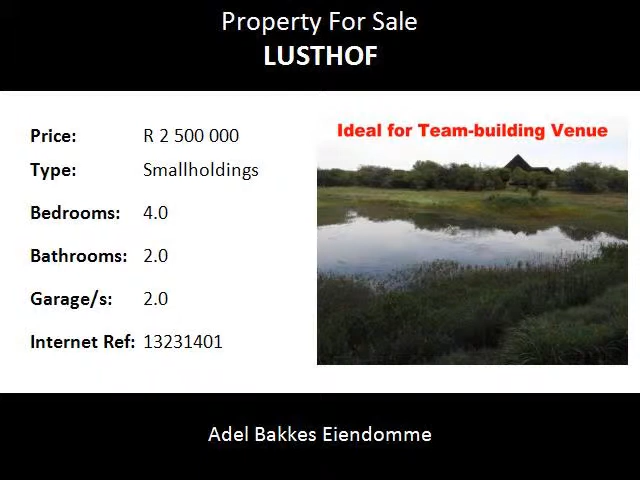 Property For Sale
LUSTHOF
Price: R 2 500 000
Type: Smallholdings
Bedrooms: 4.0
Bathrooms: 2.0
Garage/s: 2.0
Internet Ref: 13231401
Ideal for Team-building Venue
Adel Bakkes Eiendomme